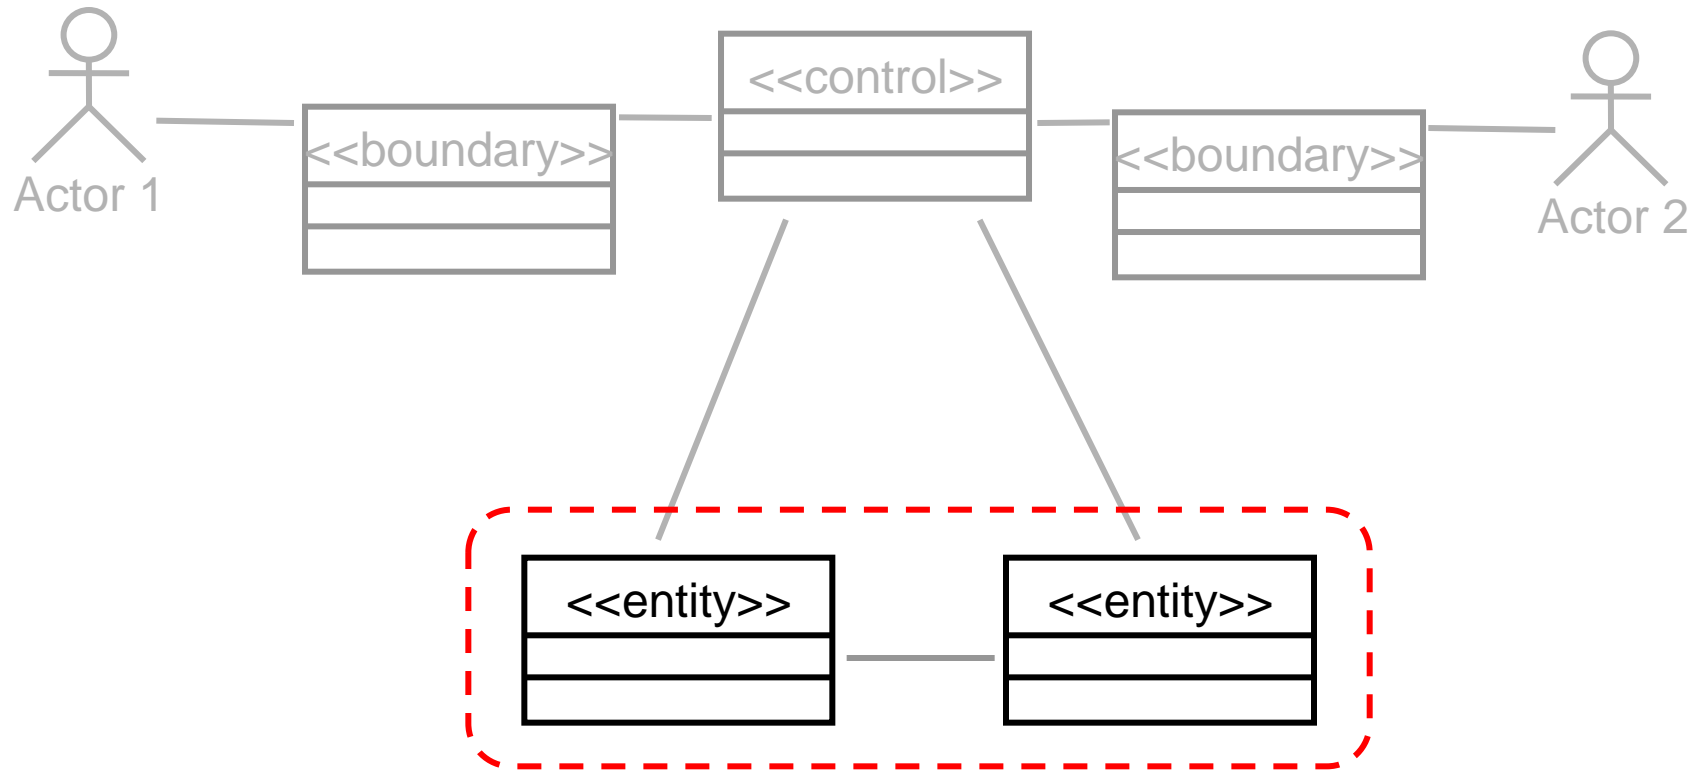 <<control>>
<<boundary>>
<<boundary>>
Actor 1
Actor 2
<<entity>>
<<entity>>